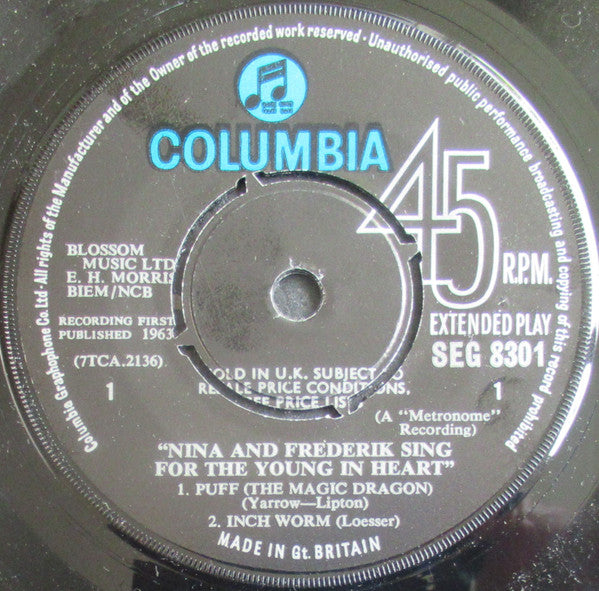 Columbia Graphophone Co. Ltd· All rights of the Manufacturer and of the Owner of the recorded work reserved · Unauthorised public performance broadcasting and copying of this record prohibited
COLUMBIA
45
R.P.M.
EXTENDED PLAY
SEG 8301
BLOSSOM
MUSIC LTD
E. H. MORRIS
BIEM/NCB
RECORDING FIRST
PUBLISHED 1963
(7TCA.2136)
1
OLD IN U.K. SUBJECT TO
PRICE CONDITIONS,
EE PRICE LIS
1
(A "Metronome"
Recording)
"NINA AND FREDERIK SING
FOR THE YOUNG IN HEART"
1. PUFF (THE MAGIC DRAGON)
(Yarrow—Lipton)
2. INCH WORM (Loesser)
MADE IN Gt. BRITAIN